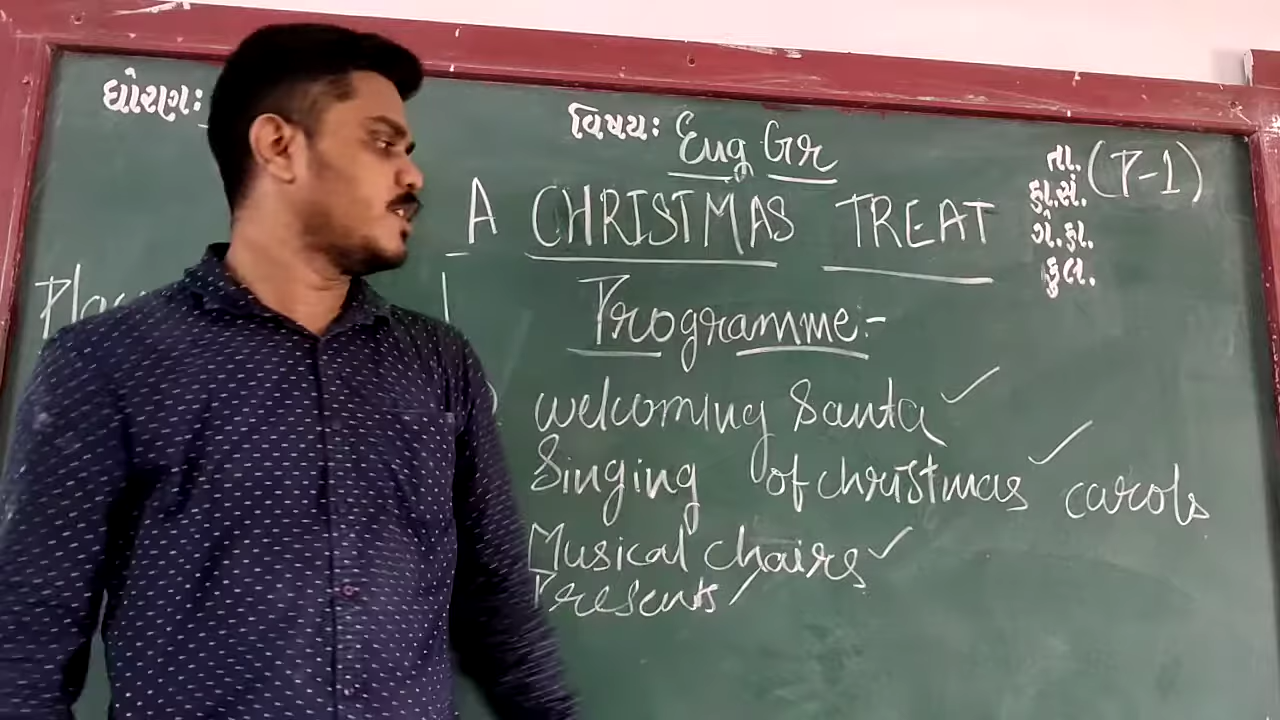 ધોરણ:
વિષય: Eng Gr
તા. (P-1)
હા.સં.
ગે.હા.
કુલ.
A CHRISTMAS TREAT
Programme:-
welcoming Santa ✓
Singing of christmas ✓ carols
Musical chairs ✓
Presents ✓